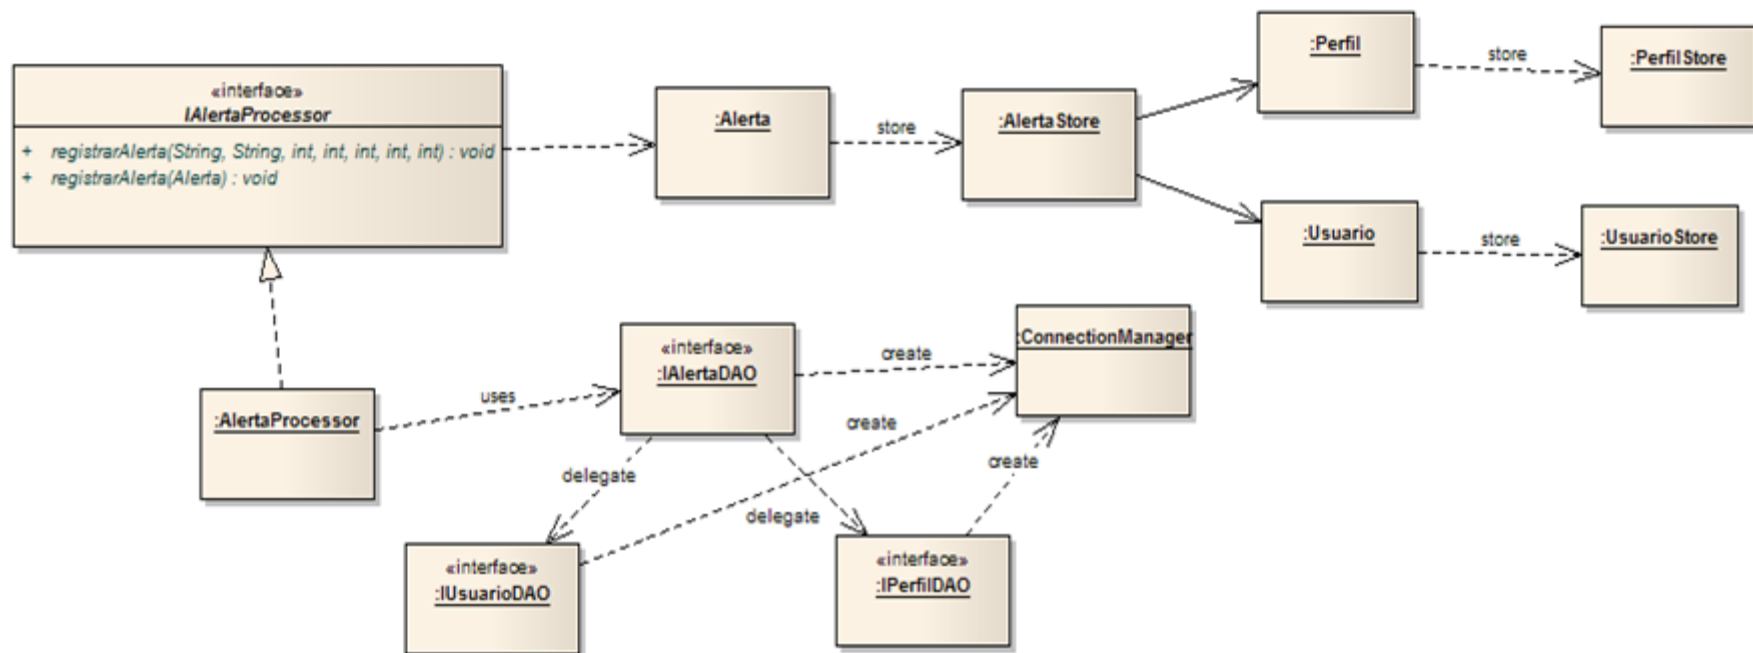 «interface»
IAlertaProcessor
+ registrarAlerta(String, String, int, int, int, int, int) : void
+ registrarAlerta(Alerta) : void
:Alerta
store
:AlertaStore
:Perfil
store
:PerfilStore
:Usuario
store
:UsuarioStore
:AlertaProcessor
uses
«interface»
:IAlertaDAO
create
:ConnectionManager
create
create
delegate
delegate
«interface»
:IUsuarioDAO
«interface»
:IPerfilDAO